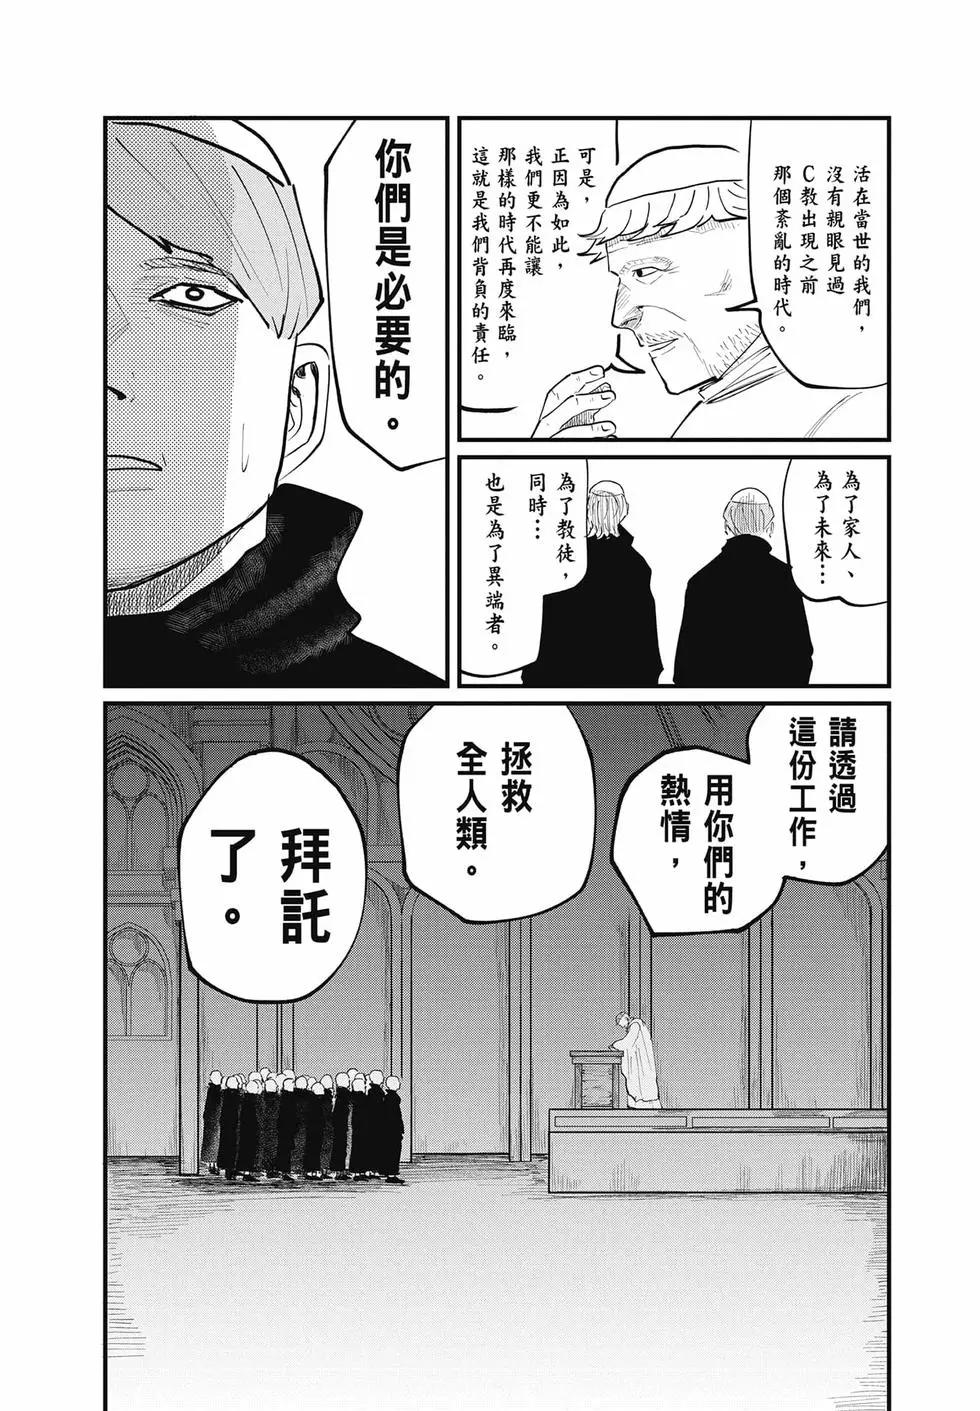 活在當世的我們，
沒有親眼見過
C教出現之前
那個紊亂的時代。
可是，
正因為如此，
我們更不能讓
那樣的時代再度來臨，
這就是我們背負的責任。
為了家人、
為了未來…
為了教徒，
同時…
也是為了異端者。
你們是必要的。
請透過
這份工作，
用你們的
熱情，
拯救
全人類。
拜託
了。